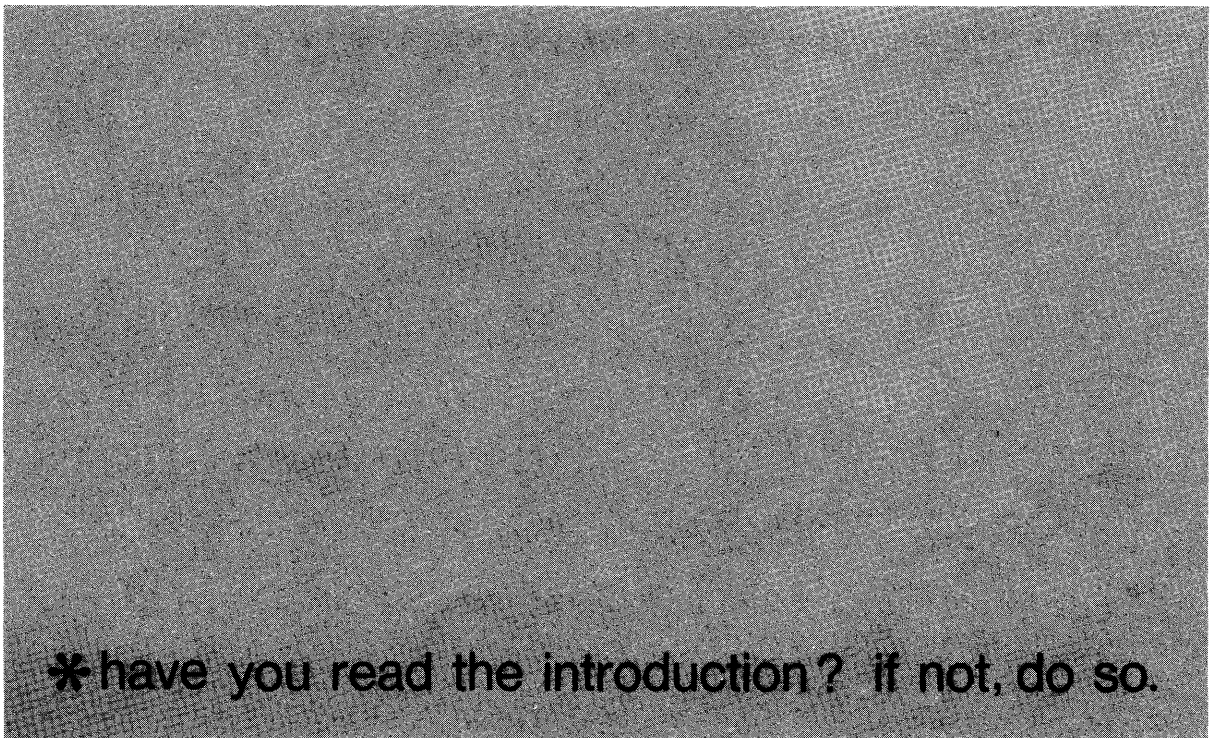 *have you read the introduction? if not, do so.